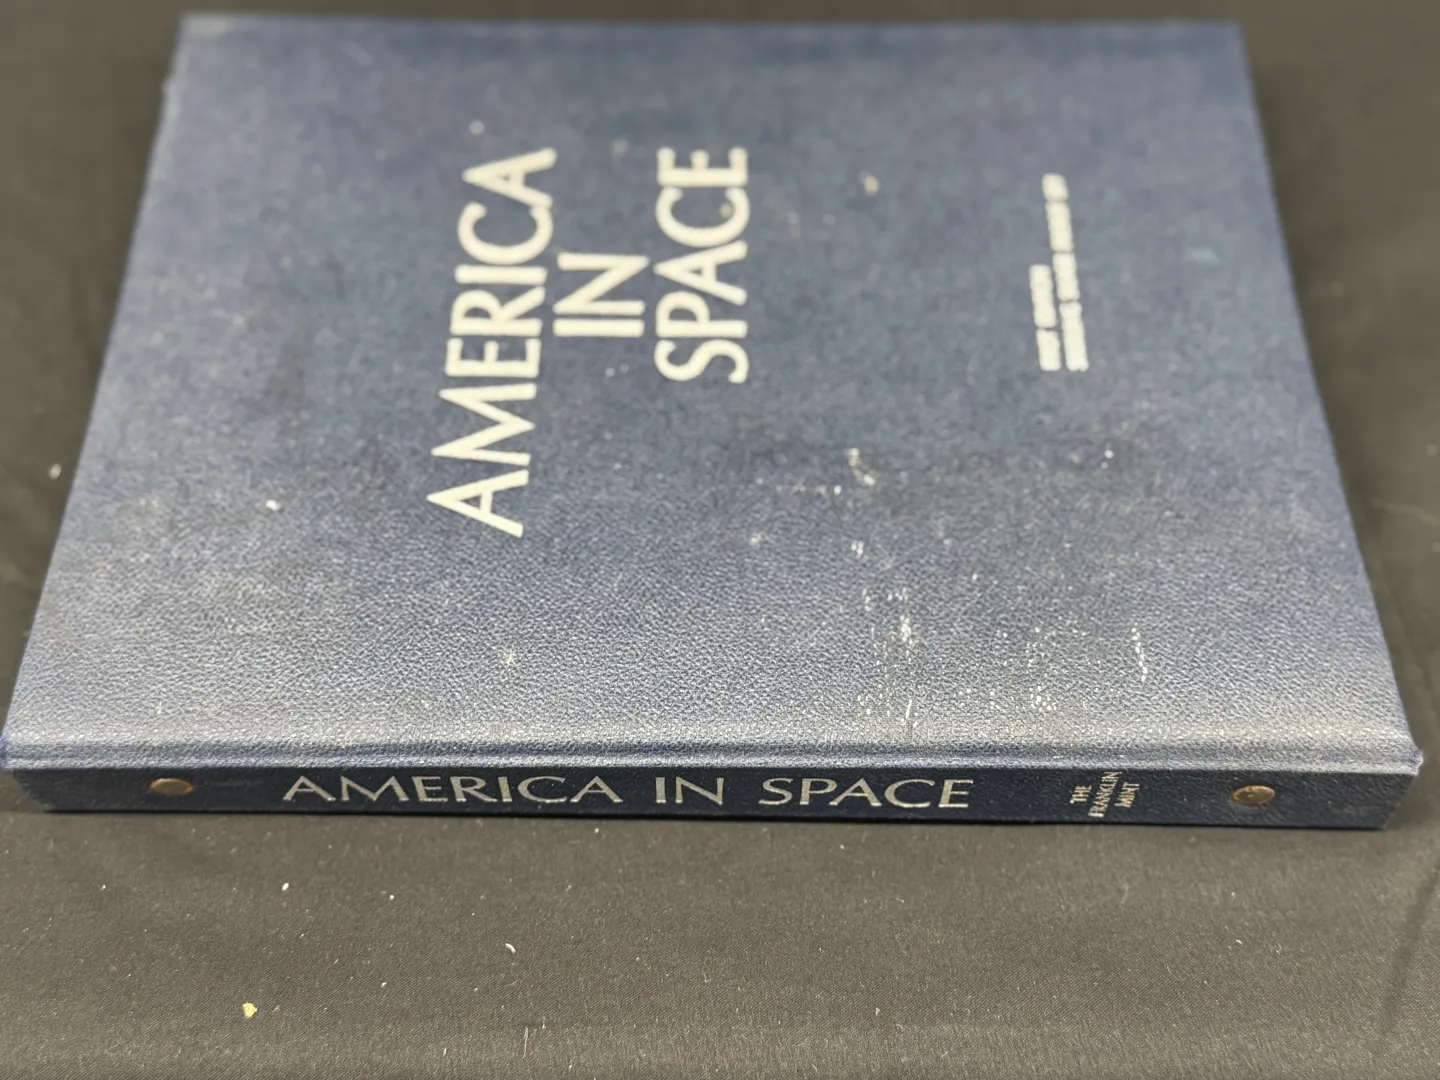 AMERICA
IN
SPACE
AMERICA IN SPACE
THE
FRANKLIN
MINT